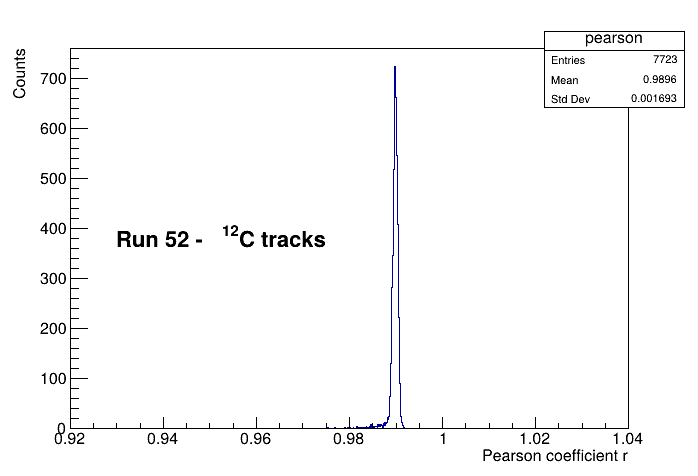 pearson
Entries 7723
Mean 0.9896
Std Dev 0.001693
Counts
700
600
500
400
300
200
100
0
Run 52 - ¹²C tracks
0.92 0.94 0.96 0.98 1 1.02 1.04
Pearson coefficient r